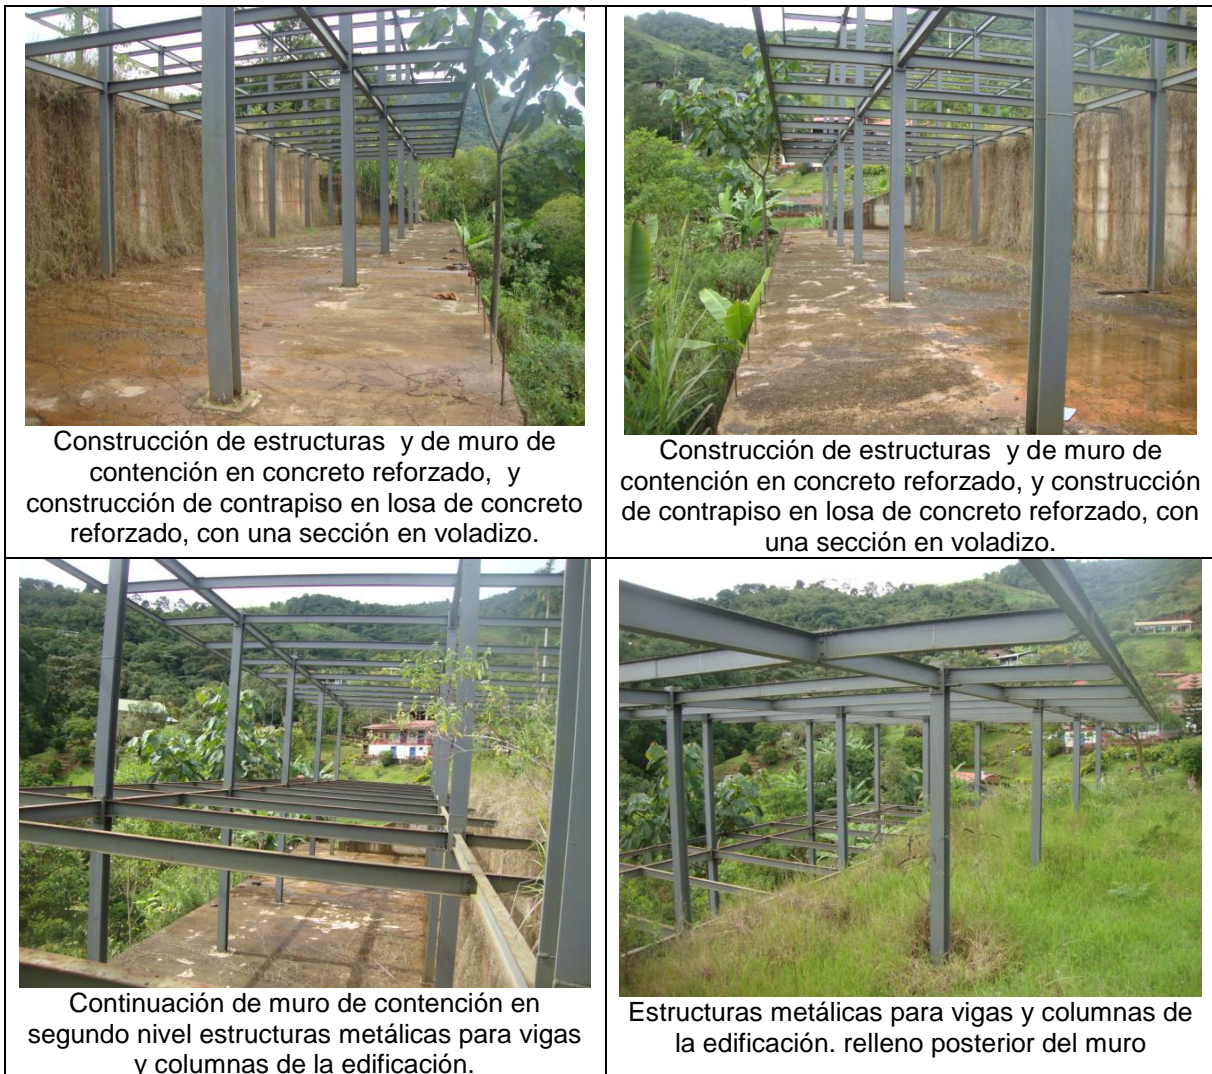 Construcción de estructuras  y de muro de
contención en concreto reforzado,  y
construcción de contrapiso en losa de concreto
reforzado, con una sección en voladizo.
Construcción de estructuras  y de muro de
contención en concreto reforzado, y construcción
de contrapiso en losa de concreto reforzado, con
una sección en voladizo.
Continuación de muro de contención en
segundo nivel estructuras metálicas para vigas
y columnas de la edificación.
Estructuras metálicas para vigas y columnas de
la edificación. relleno posterior del muro